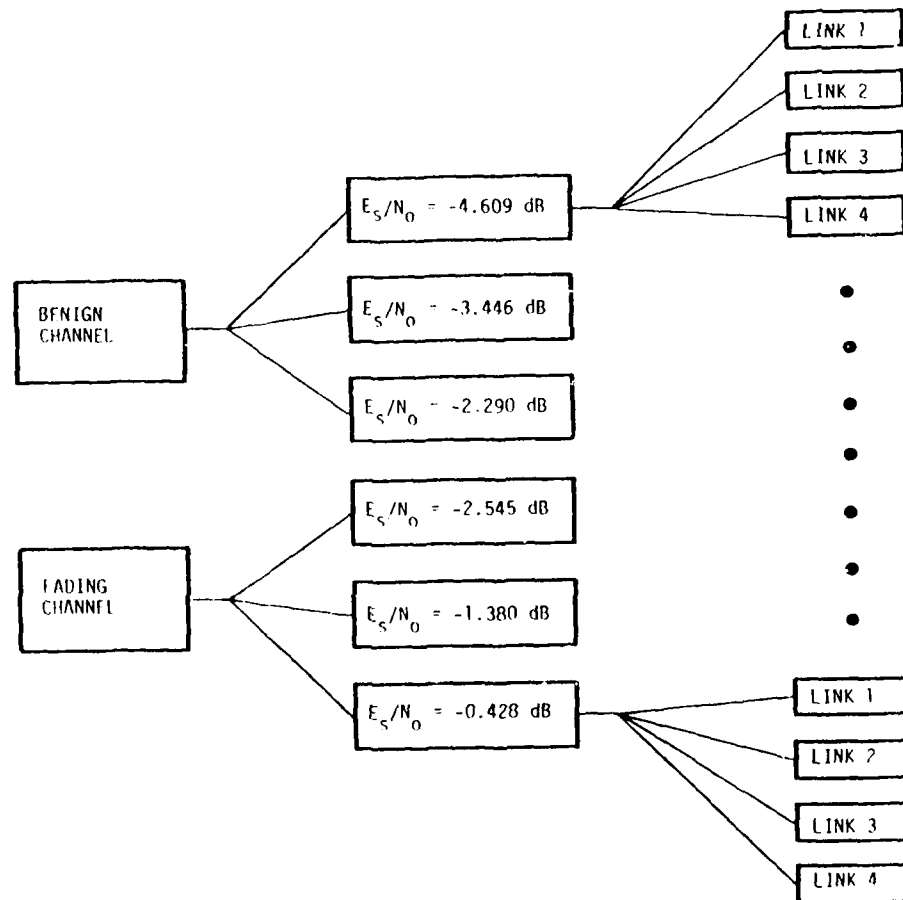 LINK 1
LINK 2
LINK 3
E_S/N_0 = -4.609 dB
LINK 4
BENIGN
CHANNEL
E_S/N_0 = -3.446 dB
E_S/N_0 = -2.290 dB
E_S/N_0 = -2.545 dB
FADING
CHANNEL
E_S/N_0 = -1.380 dB
E_S/N_0 = -0.428 dB
LINK 1
LINK 2
LINK 3
LINK 4